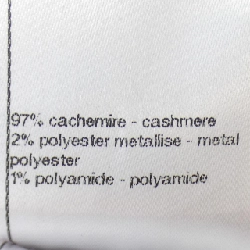 97% cachemire - cashmere
2% polyester metallise - metal
polyester
1% polyamide - polyamide